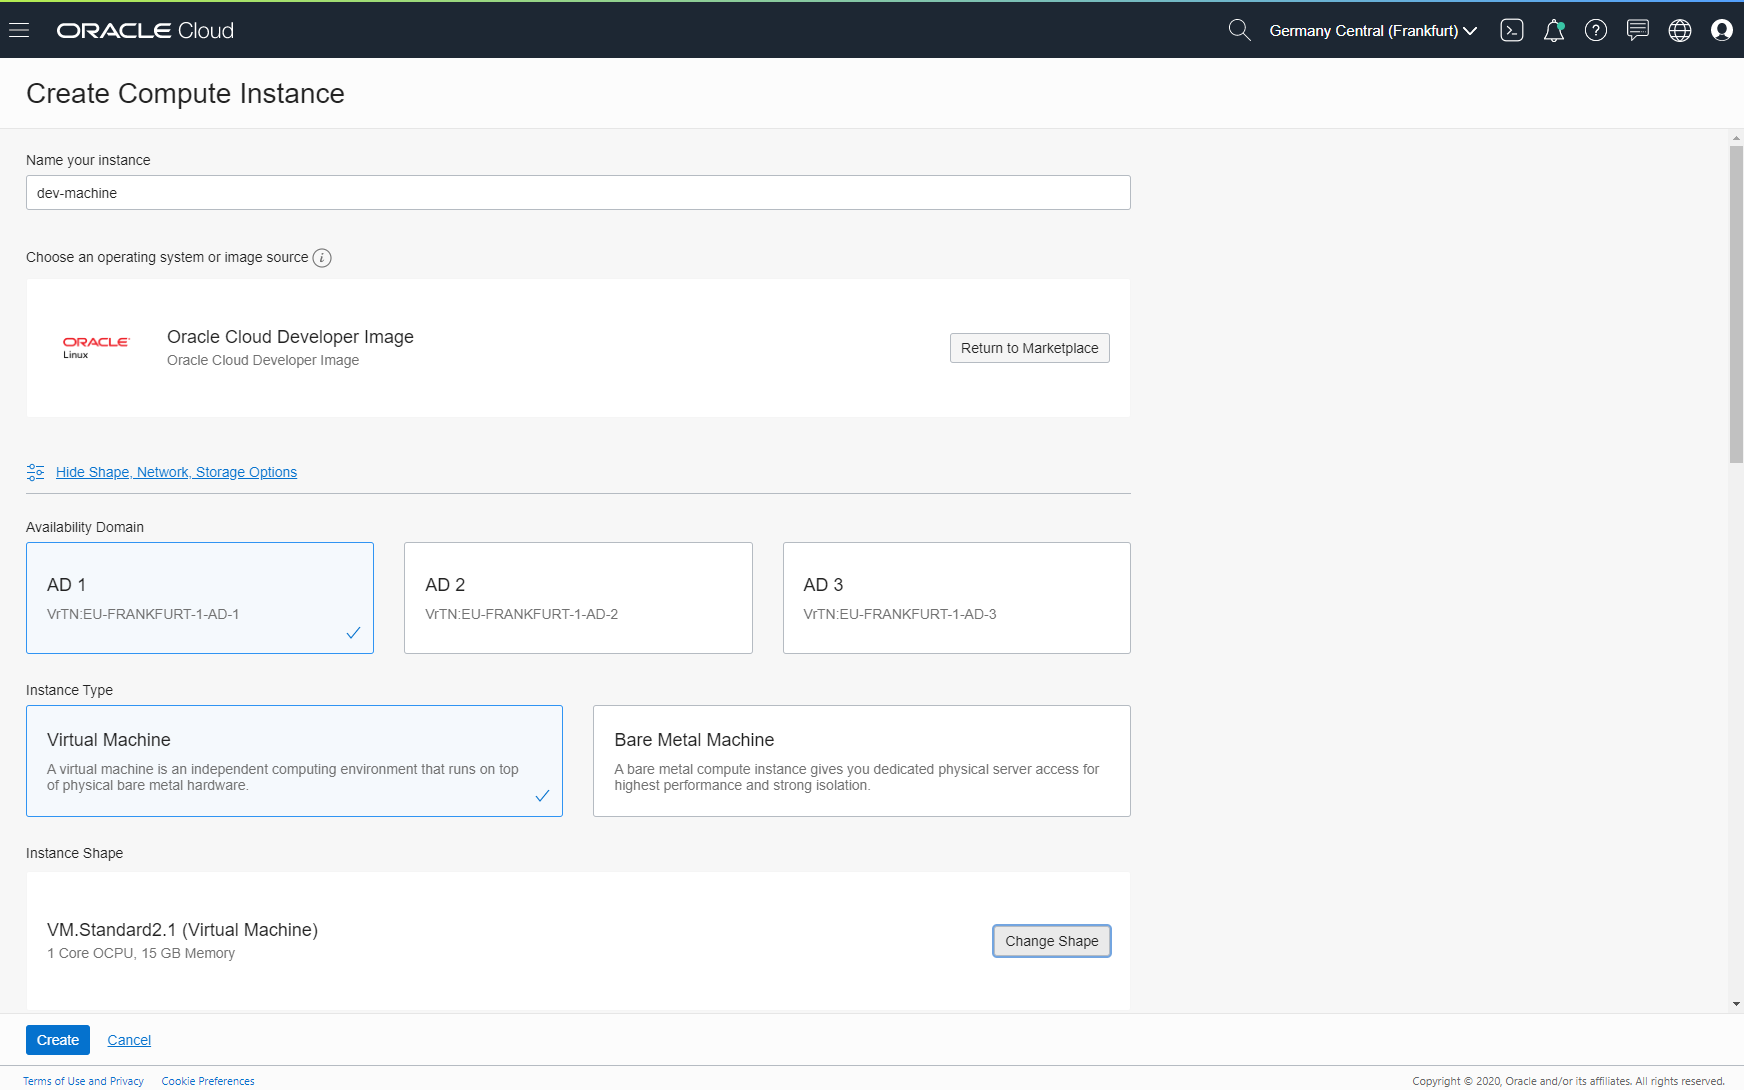 ORACLE Cloud
Germany Central (Frankfurt)
Create Compute Instance
Name your instance
dev-machine
Choose an operating system or image source
ORACLE
Linux
Oracle Cloud Developer Image
Oracle Cloud Developer Image
Return to Marketplace
Hide Shape, Network, Storage Options
Availability Domain
AD 1
VrTN:EU-FRANKFURT-1-AD-1
AD 2
VrTN:EU-FRANKFURT-1-AD-2
AD 3
VrTN:EU-FRANKFURT-1-AD-3
Instance Type
Virtual Machine
A virtual machine is an independent computing environment that runs on top
of physical bare metal hardware.
Bare Metal Machine
A bare metal compute instance gives you dedicated physical server access for
highest performance and strong isolation.
Instance Shape
VM.Standard2.1 (Virtual Machine)
1 Core OCPU, 15 GB Memory
Change Shape
Create
Cancel
Terms of Use and Privacy
Cookie Preferences
Copyright © 2020, Oracle and/or its affiliates. All rights reserved.